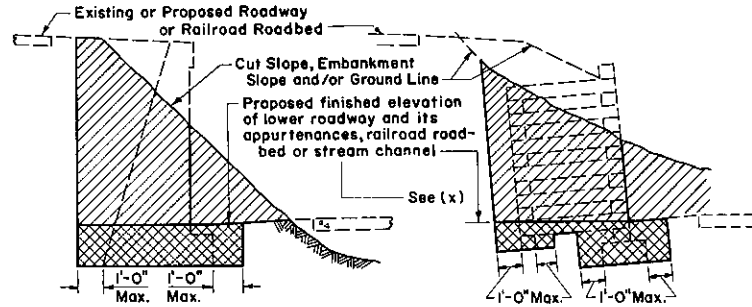 Existing or Proposed Roadway
or Railroad Roadbed
Cut Slope, Embankment
Slope and/or Ground Line
Proposed finished elevation
of lower roadway and its
appurtenances, railroad road-
bed or stream channel
See (x)
1'-0" 1'-0"
Max. Max.
1'-0" Max. 1'-0" Max.